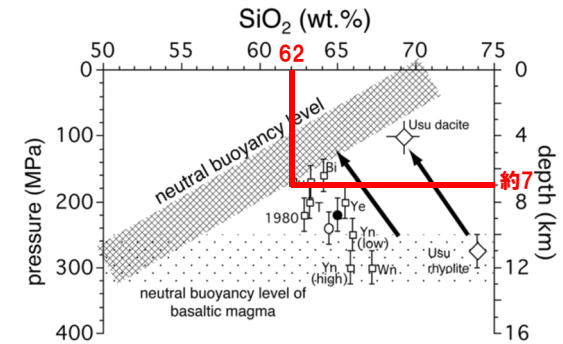 SiO₂ (wt.%)
50 55 60 62 65 70 75
0 0
100 4
約7
200 8
300 12
400 16
pressure (MPa)
depth (km)
neutral buoyancy level
Usu dacite
Bi
T
Ye
1980
Yn
(low)
Usu
rhyolite
Yn
(high)
Wn
neutral buoyancy level of
basaltic magma